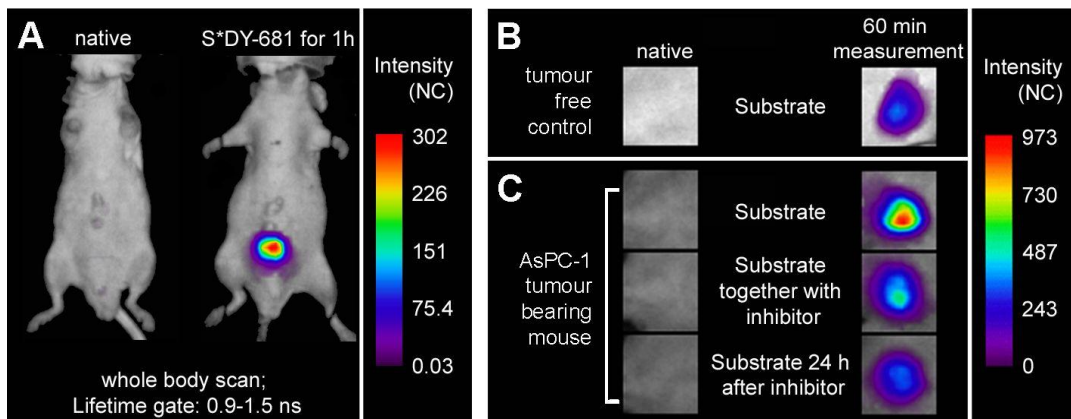 A
native
S*DY-681 for 1h
whole body scan;
Lifetime gate: 0.9-1.5 ns
Intensity
(NC)
302
226
151
75.4
0.03
B
native
60 min
measurement
tumour
free
control
Substrate
C
AsPC-1
tumour
bearing
mouse
Substrate
Substrate
together with
inhibitor
Substrate 24 h
after inhibitor
Intensity
(NC)
973
730
487
243
0